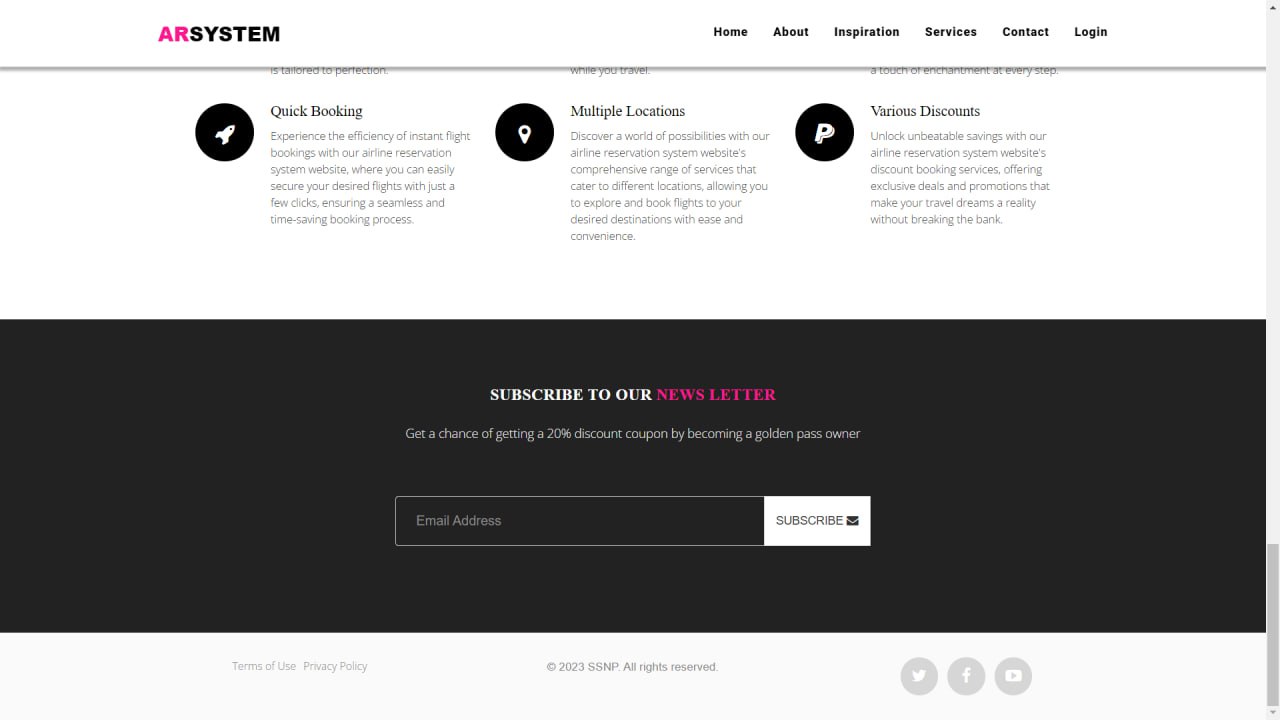 ARSYSTEM
Home About Inspiration Services Contact Login
is tailored to perfection.
while you travel.
a touch of enchantment at every step.
Quick Booking
Experience the efficiency of instant flight
bookings with our airline reservation
system website, where you can easily
secure your desired flights with just a
few clicks, ensuring a seamless and
time-saving booking process.
Multiple Locations
Discover a world of possibilities with our
airline reservation system website's
comprehensive range of services that
cater to different locations, allowing you
to explore and book flights to your
desired destinations with ease and
convenience.
Various Discounts
Unlock unbeatable savings with our
airline reservation system website's
discount booking services, offering
exclusive deals and promotions that
make your travel dreams a reality
without breaking the bank.
SUBSCRIBE TO OUR NEWS LETTER
Get a chance of getting a 20% discount coupon by becoming a golden pass owner
Email Address
SUBSCRIBE
Terms of Use Privacy Policy
© 2023 SSNP. All rights reserved.